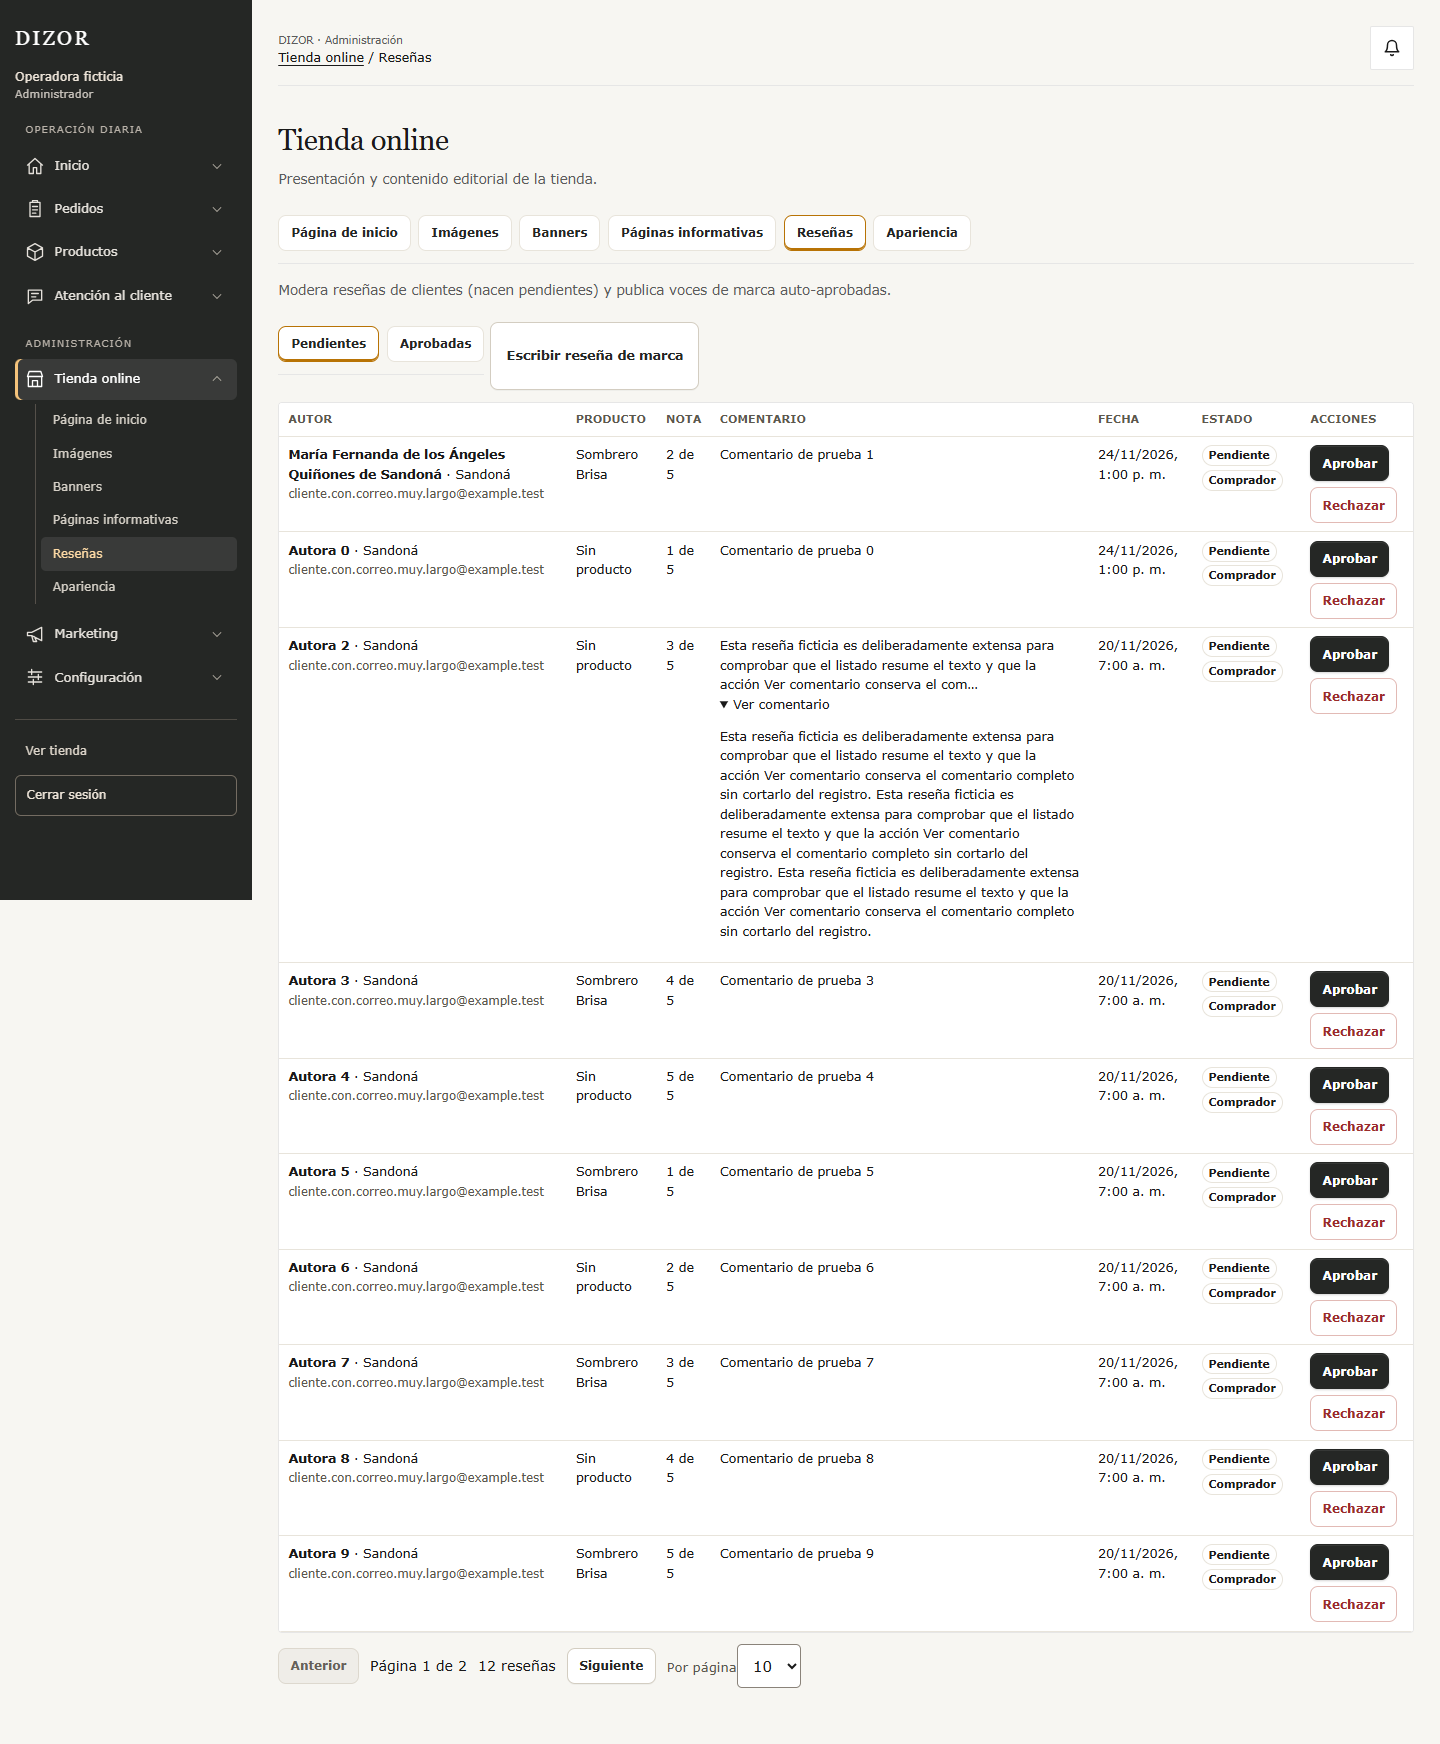 DIZOR
Operadora ficticia
Administrador
OPERACIÓN DIARIA
Inicio
Pedidos
Productos
Atención al cliente
ADMINISTRACIÓN
Tienda online
Página de inicio
Imágenes
Banners
Páginas informativas
Reseñas
Apariencia
Marketing
Configuración
Ver tienda
Cerrar sesión
DIZOR · Administración
Tienda online / Reseñas
Tienda online
Presentación y contenido editorial de la tienda.
Página de inicio Imágenes Banners Páginas informativas Reseñas Apariencia
Modera reseñas de clientes (nacen pendientes) y publica voces de marca auto-aprobadas.
Pendientes Aprobadas Escribir reseña de marca
AUTOR PRODUCTO NOTA COMENTARIO FECHA ESTADO ACCIONES
María Fernanda de los Ángeles Sombrero 2 de Comentario de prueba 1 24/11/2026, Pendiente Aprobar
Quiñones de Sandoná · Sandoná Brisa 5 1:00 p. m. Comprador
cliente.con.correo.muy.largo@example.test Rechazar
Autora 0 · Sandoná Sin 1 de Comentario de prueba 0 24/11/2026, Pendiente Aprobar
cliente.con.correo.muy.largo@example.test producto 5 1:00 p. m. Comprador
Rechazar
Autora 2 · Sandoná Sin 3 de Esta reseña ficticia es deliberadamente extensa para 20/11/2026, Pendiente Aprobar
cliente.con.correo.muy.largo@example.test producto 5 comprobar que el listado resume el texto y que la 7:00 a. m. Comprador
acción Ver comentario conserva el com… Rechazar
▼ Ver comentario
Esta reseña ficticia es deliberadamente extensa para
comprobar que el listado resume el texto y que la
acción Ver comentario conserva el comentario completo
sin cortarlo del registro. Esta reseña ficticia es
deliberadamente extensa para comprobar que el listado
resume el texto y que la acción Ver comentario
conserva el comentario completo sin cortarlo del
registro. Esta reseña ficticia es deliberadamente extensa
para comprobar que el listado resume el texto y que la
acción Ver comentario conserva el comentario completo
sin cortarlo del registro.
Autora 3 · Sandoná Sombrero 4 de Comentario de prueba 3 20/11/2026, Pendiente Aprobar
cliente.con.correo.muy.largo@example.test Brisa 5 7:00 a. m. Comprador
Rechazar
Autora 4 · Sandoná Sin 5 de Comentario de prueba 4 20/11/2026, Pendiente Aprobar
cliente.con.correo.muy.largo@example.test producto 5 7:00 a. m. Comprador
Rechazar
Autora 5 · Sandoná Sombrero 1 de Comentario de prueba 5 20/11/2026, Pendiente Aprobar
cliente.con.correo.muy.largo@example.test Brisa 5 7:00 a. m. Comprador
Rechazar
Autora 6 · Sandoná Sin 2 de Comentario de prueba 6 20/11/2026, Pendiente Aprobar
cliente.con.correo.muy.largo@example.test producto 5 7:00 a. m. Comprador
Rechazar
Autora 7 · Sandoná Sombrero 3 de Comentario de prueba 7 20/11/2026, Pendiente Aprobar
cliente.con.correo.muy.largo@example.test Brisa 5 7:00 a. m. Comprador
Rechazar
Autora 8 · Sandoná Sin 4 de Comentario de prueba 8 20/11/2026, Pendiente Aprobar
cliente.con.correo.muy.largo@example.test producto 5 7:00 a. m. Comprador
Rechazar
Autora 9 · Sandoná Sombrero 5 de Comentario de prueba 9 20/11/2026, Pendiente Aprobar
cliente.con.correo.muy.largo@example.test Brisa 5 7:00 a. m. Comprador
Rechazar
Anterior Página 1 de 2 12 reseñas Siguiente Por página 10